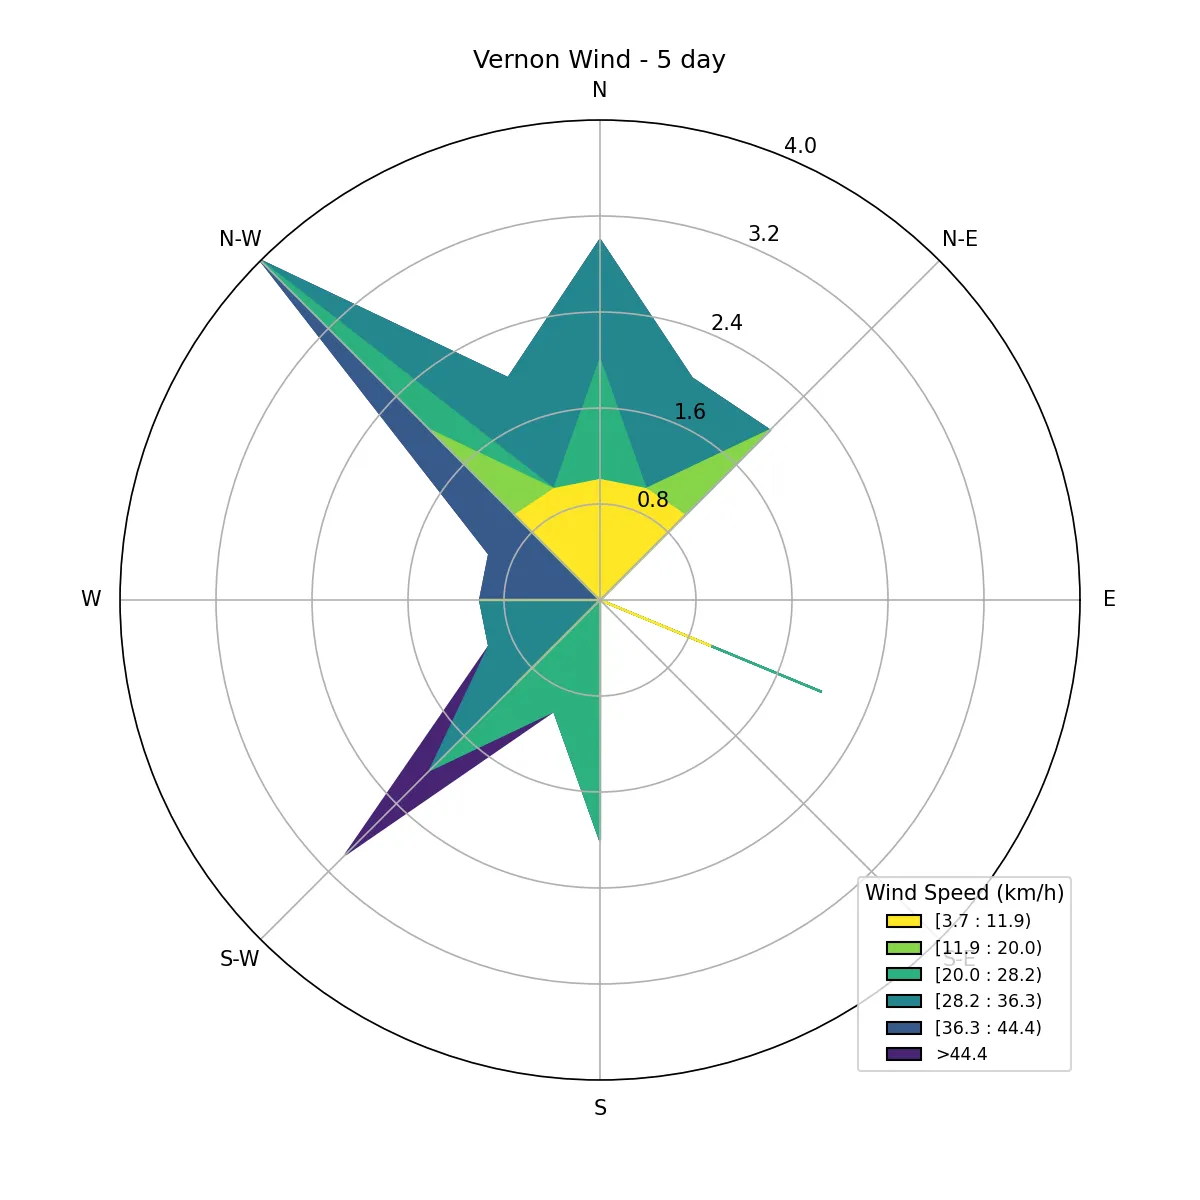 Vernon Wind - 5 day
N
4.0
N-W
3.2
N-E
2.4
1.6
0.8
W
E
S-W
S-E
S
Wind Speed (km/h)
[3.7 : 11.9)
[11.9 : 20.0)
[20.0 : 28.2)
[28.2 : 36.3)
[36.3 : 44.4)
>44.4